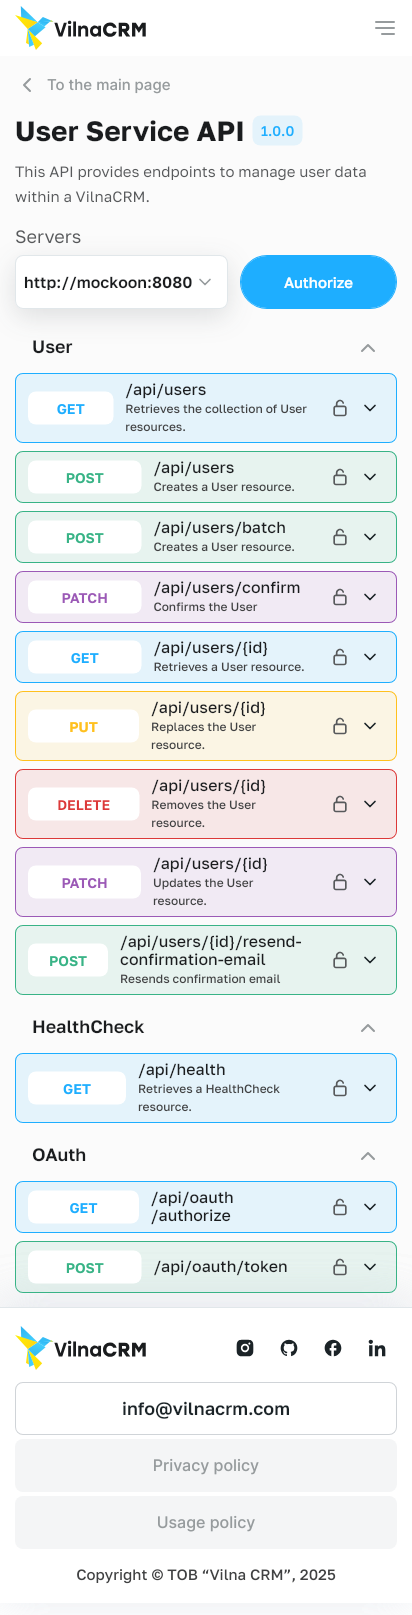 VilnaCRM
To the main page
User Service API 1.0.0
This API provides endpoints to manage user data
within a VilnaCRM.
Servers
http://mockoon:8080
Authorize
User
GET
/api/users
Retrieves the collection of User
resources.
POST
/api/users
Creates a User resource.
POST
/api/users/batch
Creates a User resource.
PATCH
/api/users/confirm
Confirms the User
GET
/api/users/{id}
Retrieves a User resource.
PUT
/api/users/{id}
Replaces the User
resource.
DELETE
/api/users/{id}
Removes the User
resource.
PATCH
/api/users/{id}
Updates the User
resource.
POST
/api/users/{id}/resend-
confirmation-email
Resends confirmation email
HealthCheck
GET
/api/health
Retrieves a HealthCheck
resource.
OAuth
GET
/api/oauth
/authorize
POST
/api/oauth/token
VilnaCRM
info@vilnacrm.com
Privacy policy
Usage policy
Copyright © ТОВ “Vilna CRM”, 2025